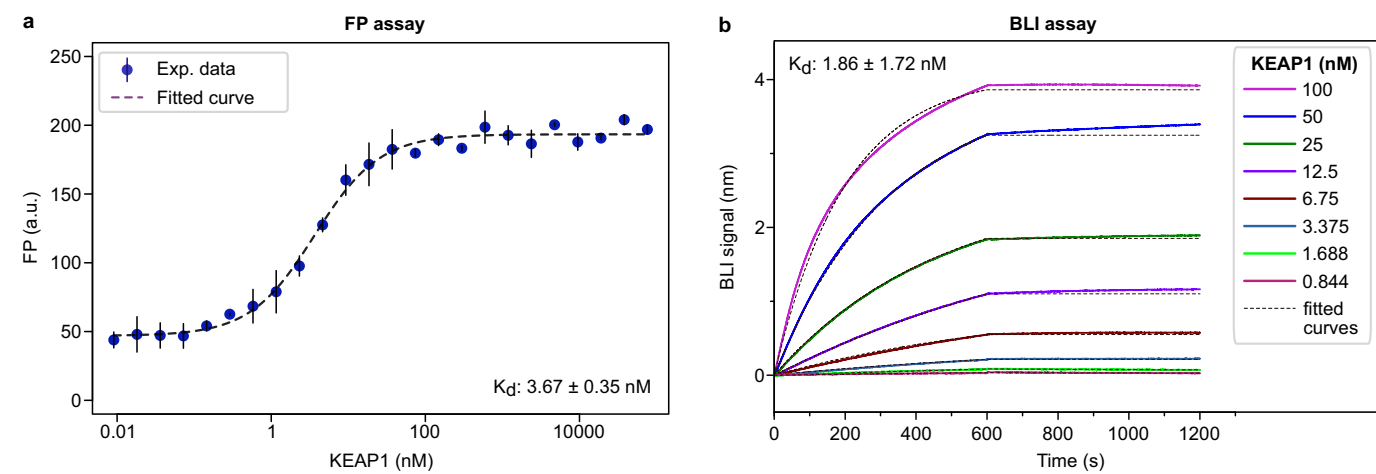 a
FP assay
250
200
150
100
50
0
FP (a.u.)
Exp. data
Fitted curve
Kd: 3.67 ± 0.35 nM
0.01
1
100
10000
KEAP1 (nM)
b
BLI assay
Kd: 1.86 ± 1.72 nM
4
2
0
BLI signal (nm)
0
200
400
600
800
1000
1200
Time (s)
KEAP1 (nM)
100
50
25
12.5
6.75
3.375
1.688
0.844
fitted
curves